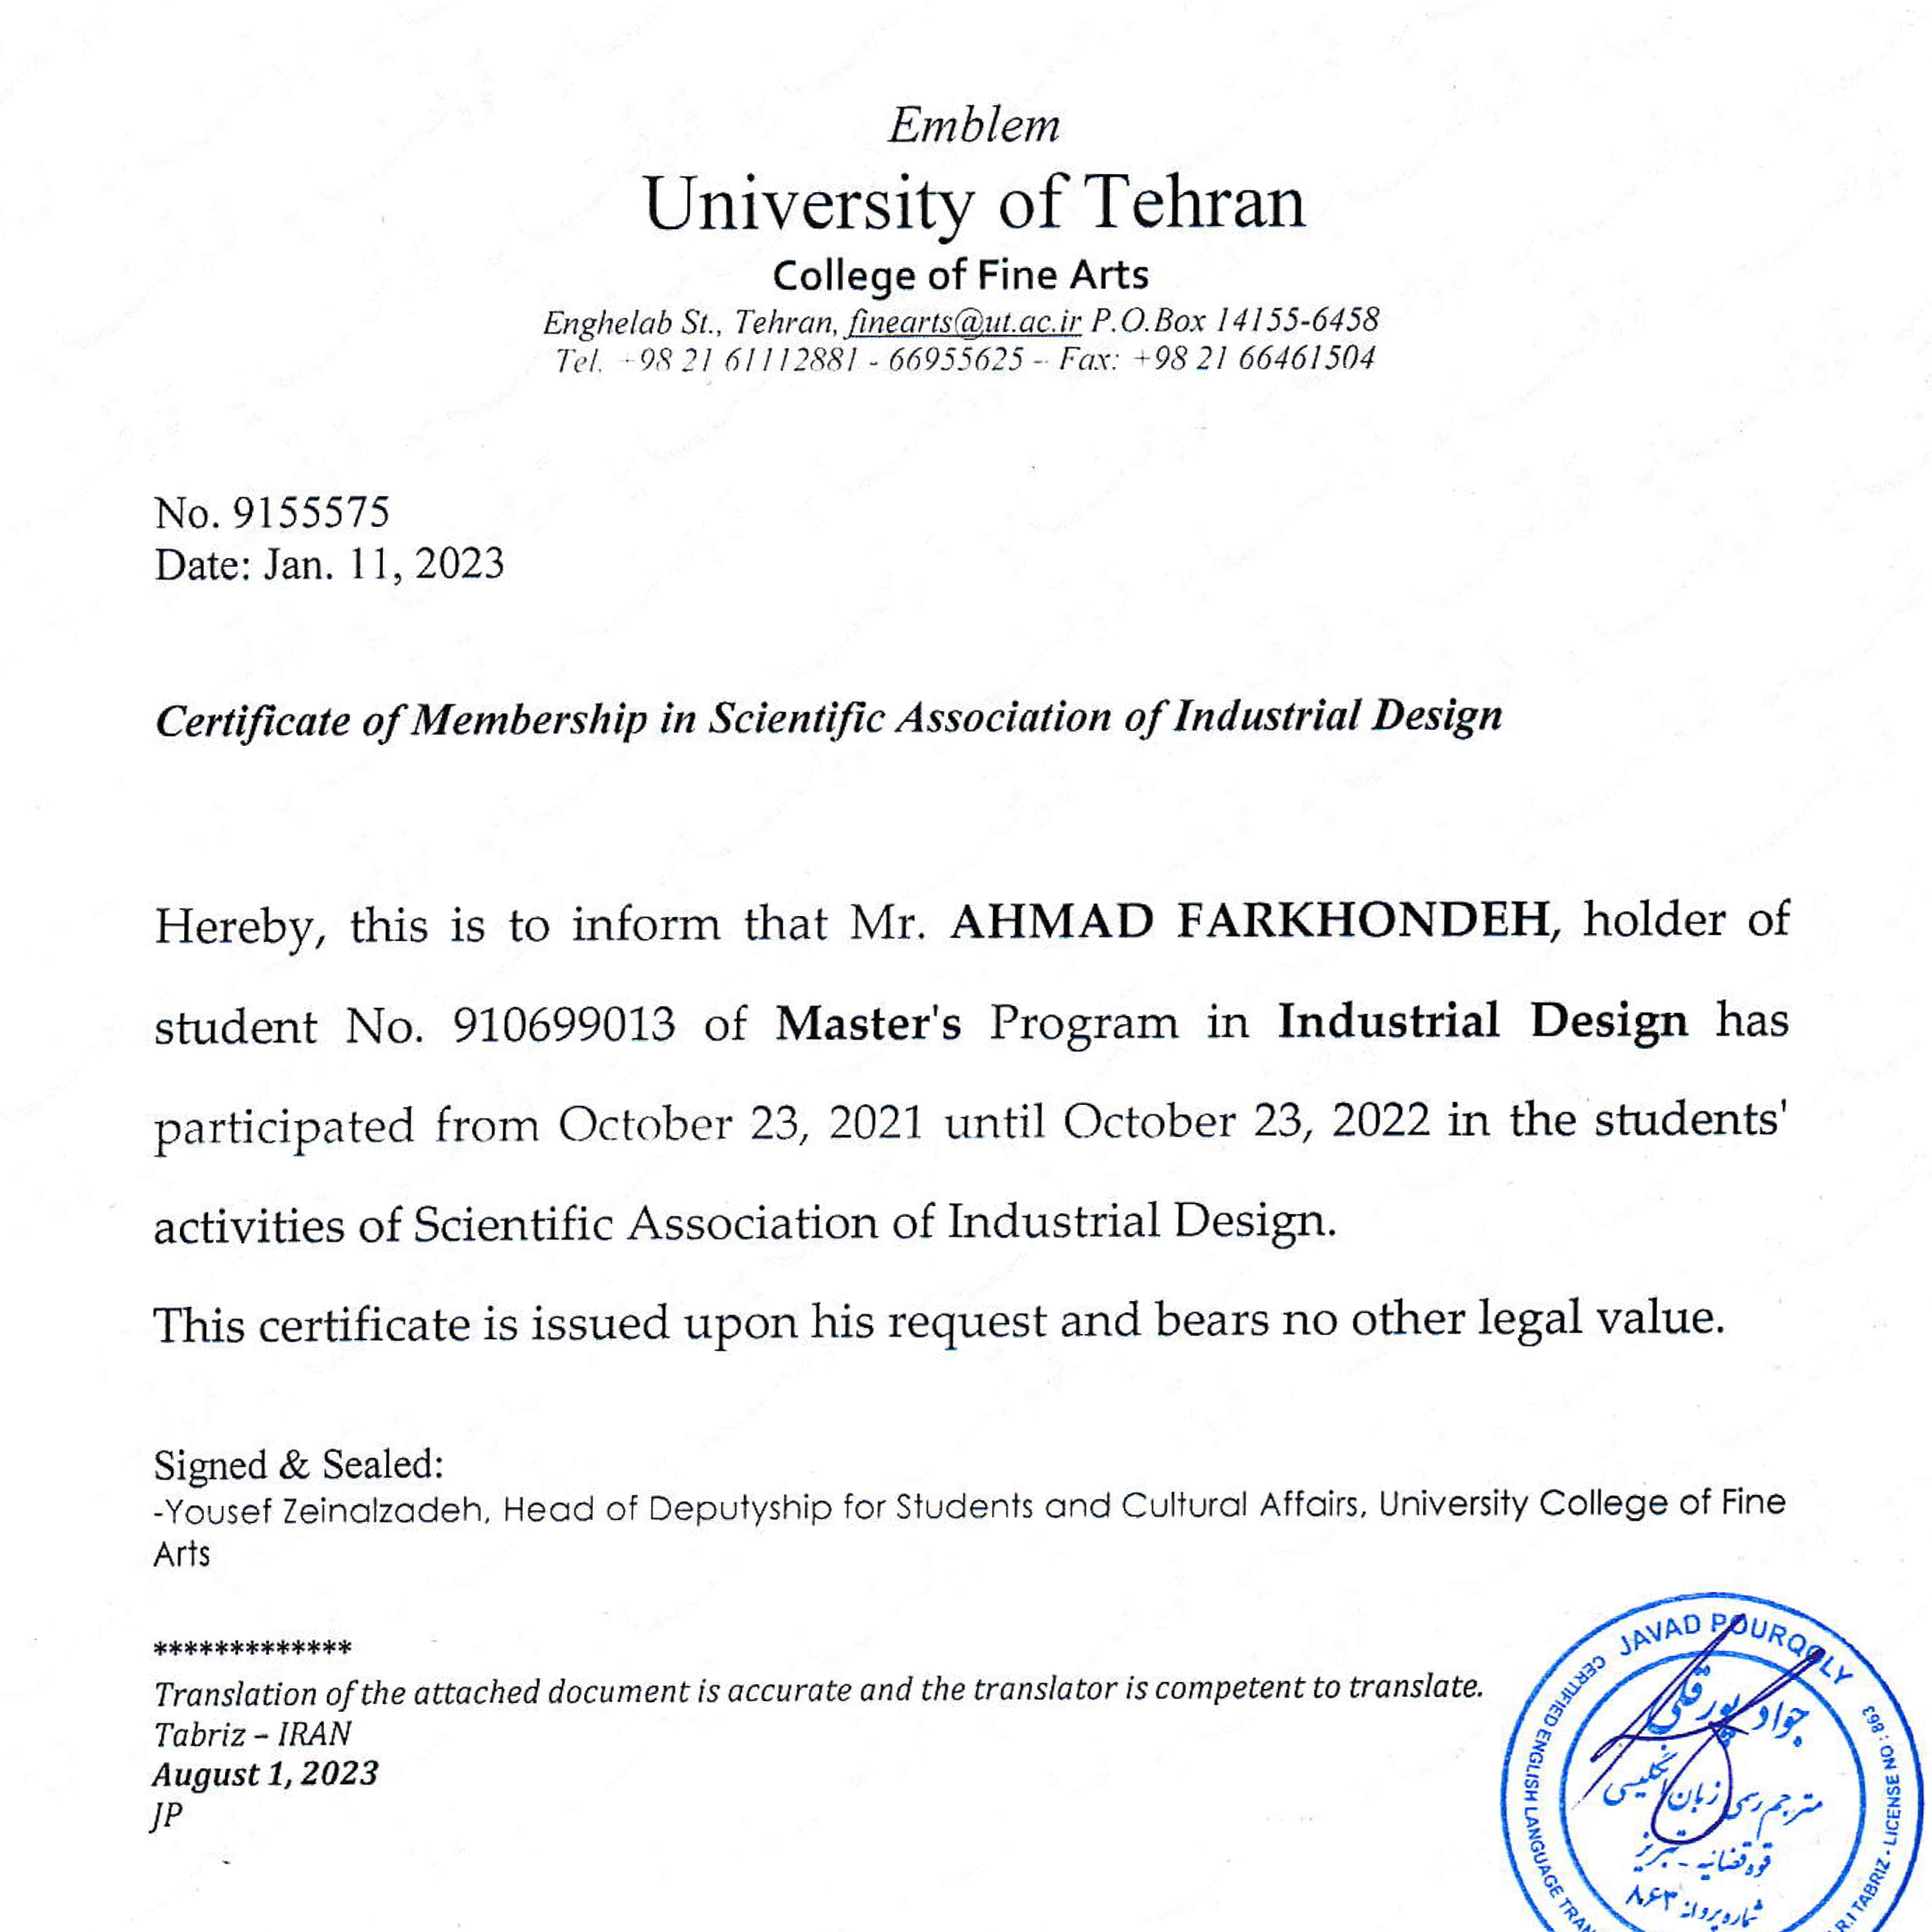 Emblem
University of Tehran
College of Fine Arts
Enghelab St., Tehran, finearts@ut.ac.ir P.O.Box 14155-6458
Tel. +98 21 61112881 - 66955625 – Fax: +98 21 66461504
No. 9155575
Date: Jan. 11, 2023
Certificate of Membership in Scientific Association of Industrial Design
Hereby, this is to inform that Mr. AHMAD FARKHONDEH, holder of
student No. 910699013 of Master's Program in Industrial Design has
participated from October 23, 2021 until October 23, 2022 in the students'
activities of Scientific Association of Industrial Design.
This certificate is issued upon his request and bears no other legal value.
Signed & Sealed:
-Yousef Zeinalzadeh, Head of Deputyship for Students and Cultural Affairs, University College of Fine
Arts
*************
Translation of the attached document is accurate and the translator is competent to translate.
Tabriz – IRAN
August 1, 2023
JP
JAVAD POURQOLY
CERTIFIED ENGLISH LANGUAGE
TABRIZ - LICENSE NO : 863
جواد پورقلی
مترجم رسمی زبان انگلیسی
قوه قضائیه - تبریز
شماره پروانه ۸۶۳